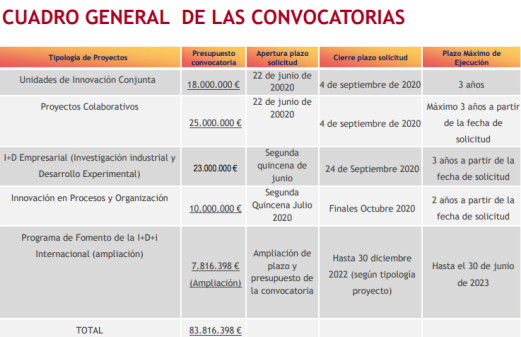 CUADRO GENERAL DE LAS CONVOCATORIAS
Tipología de Proyectos
Presupuesto
convocatoria
Apertura plazo
solicitud
Cierre plazo solicitud
Plazo Máximo de
Ejecución
Unidades de Innovación Conjunta
18.000.000 €
22 de junio de
20020
4 de septiembre de 2020
3 años
Proyectos Colaborativos
25.000.000 €
22 de junio de
20020
4 de septiembre de 2020
Máximo 3 años a partir
de la fecha de
solicitud
I+D Empresarial (Investigación industrial y
Desarrollo Experimental)
23.000.000 €
Segunda
quincena de
junio
24 de Septiembre 2020
3 años a partir de la
fecha de solicitud
Innovación en Procesos y Organización
10.000.000 €
Segunda
Quincena Julio
2020
Finales Octubre 2020
2 años a partir de la
fecha de solicitud
Programa de Fomento de la I+D+i
Internacional (ampliación)
7.816.398 €
(Ampliación)
Ampliación de
plazo y
presupuesto de
la convocatoria
Hasta 30 diciembre
2022 (según tipología
proyecto)
Hasta el 30 de junio
de 2023
TOTAL
83.816.398 €